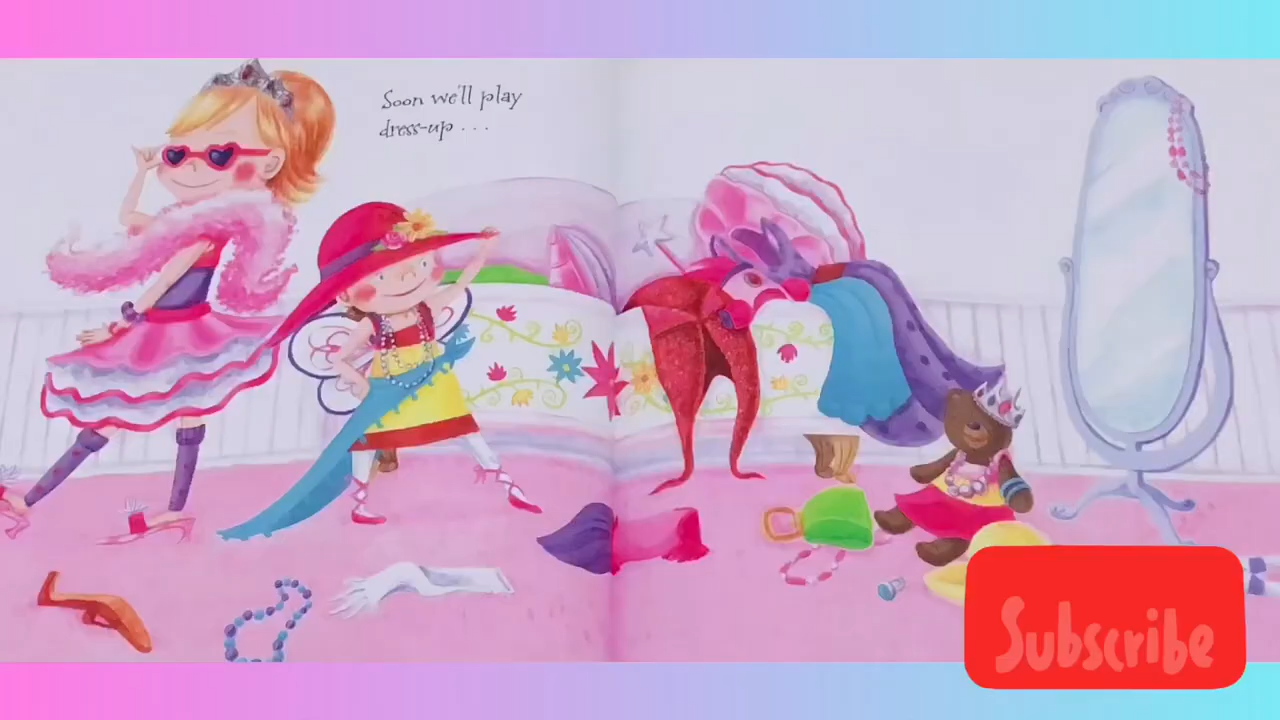 Soon we'll play
dress-up . . .
Subscribe